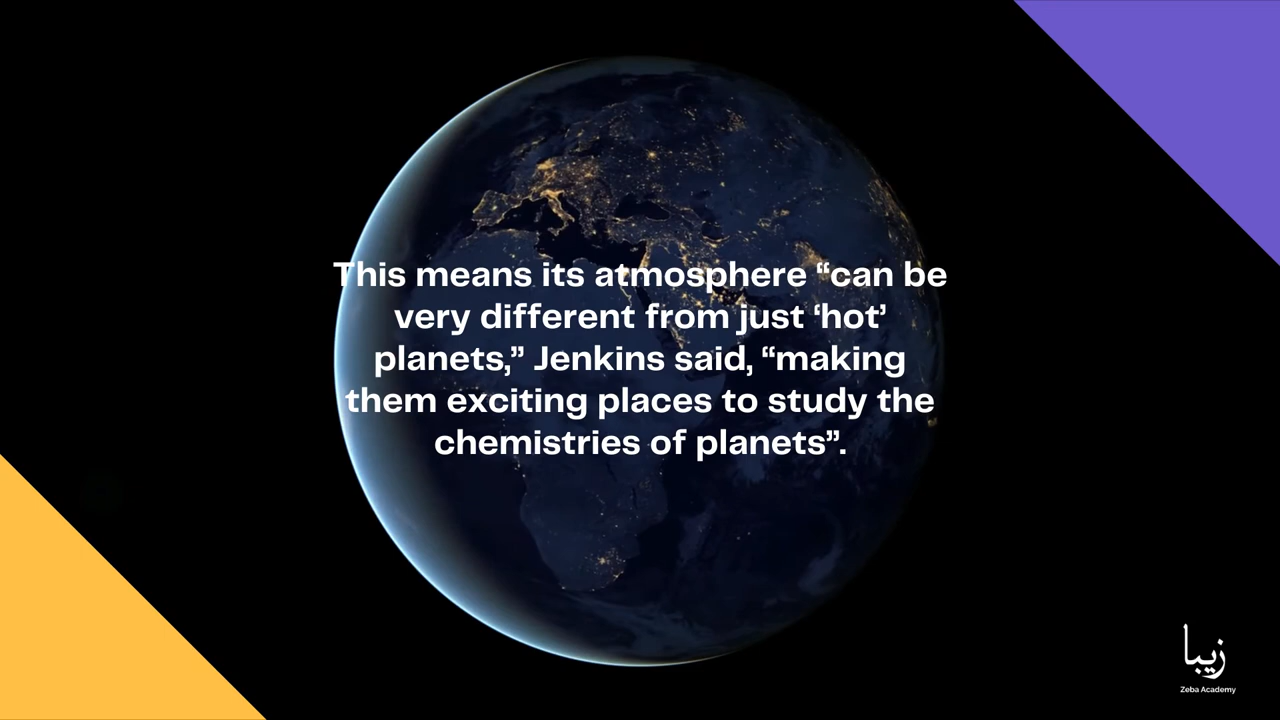 This means its atmosphere “can be
very different from just ‘hot’
planets,” Jenkins said, “making
them exciting places to study the
chemistries of planets”.
زیبا
Zeba Academy